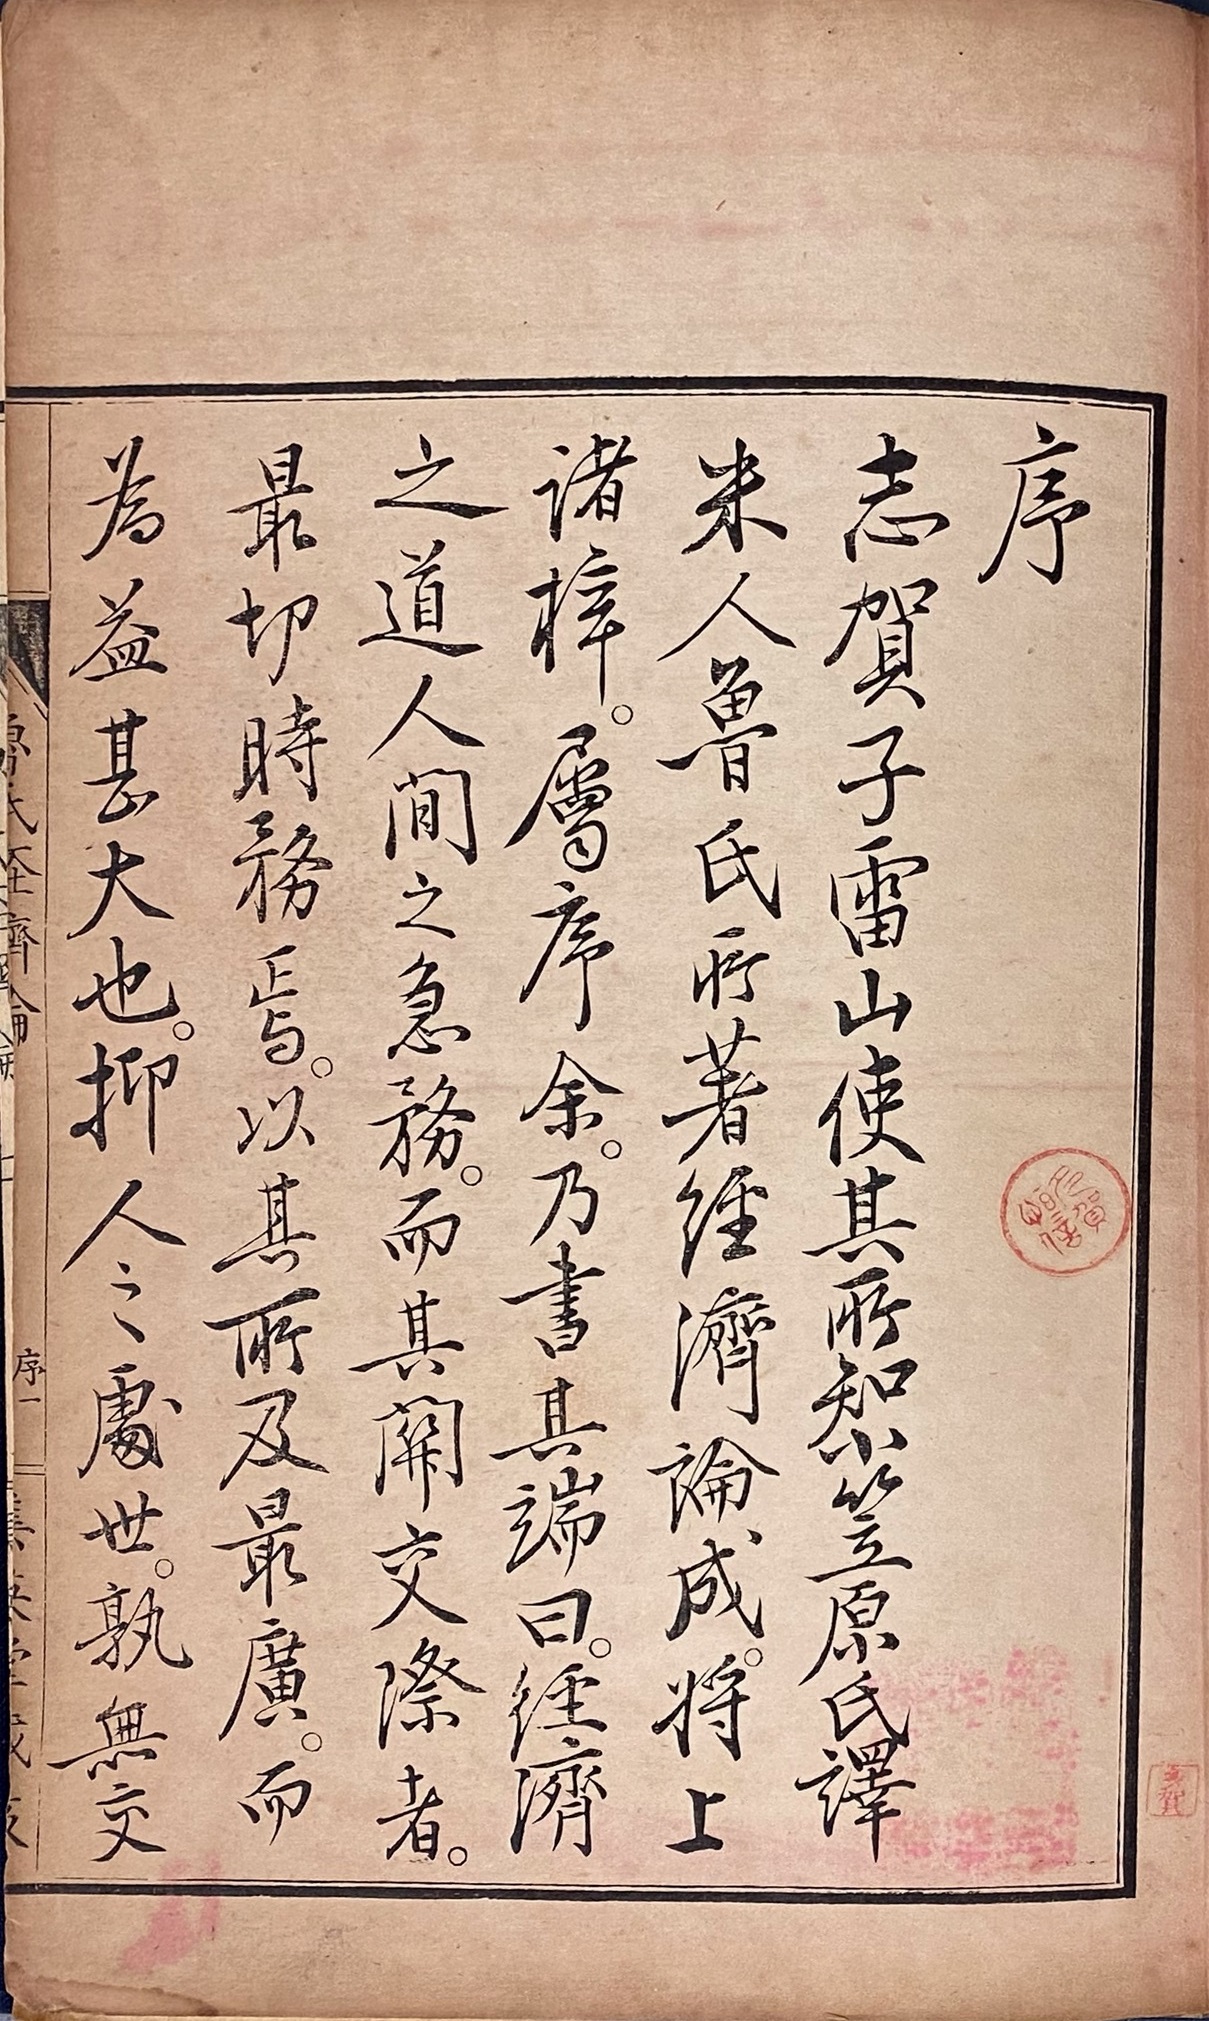 序
志賀子雷山使其所知小笠原氏譯
米人魯氏所著經濟論成。将上
諸梓。屬序余。乃書其端曰。經濟
之道人間之急務。而其關交際者。
最切時務焉。以其所及最廣。而
為益甚大也。抑人之處世。孰無交
魯氏經濟論
序一